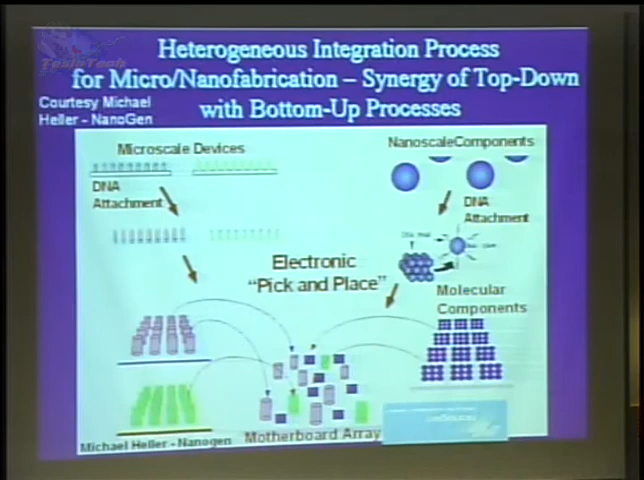 Heterogeneous Integration Process
for Micro/Nanofabrication – Synergy of Top-Down
with Bottom-Up Processes
Courtesy Michael
Heller - NanoGen
Microscale Devices
NanoscaleComponents
DNA
Attachment
DNA
Attachment
Electronic
"Pick and Place"
Molecular
Components
Motherboard Array
Michael Heller - Nanogen